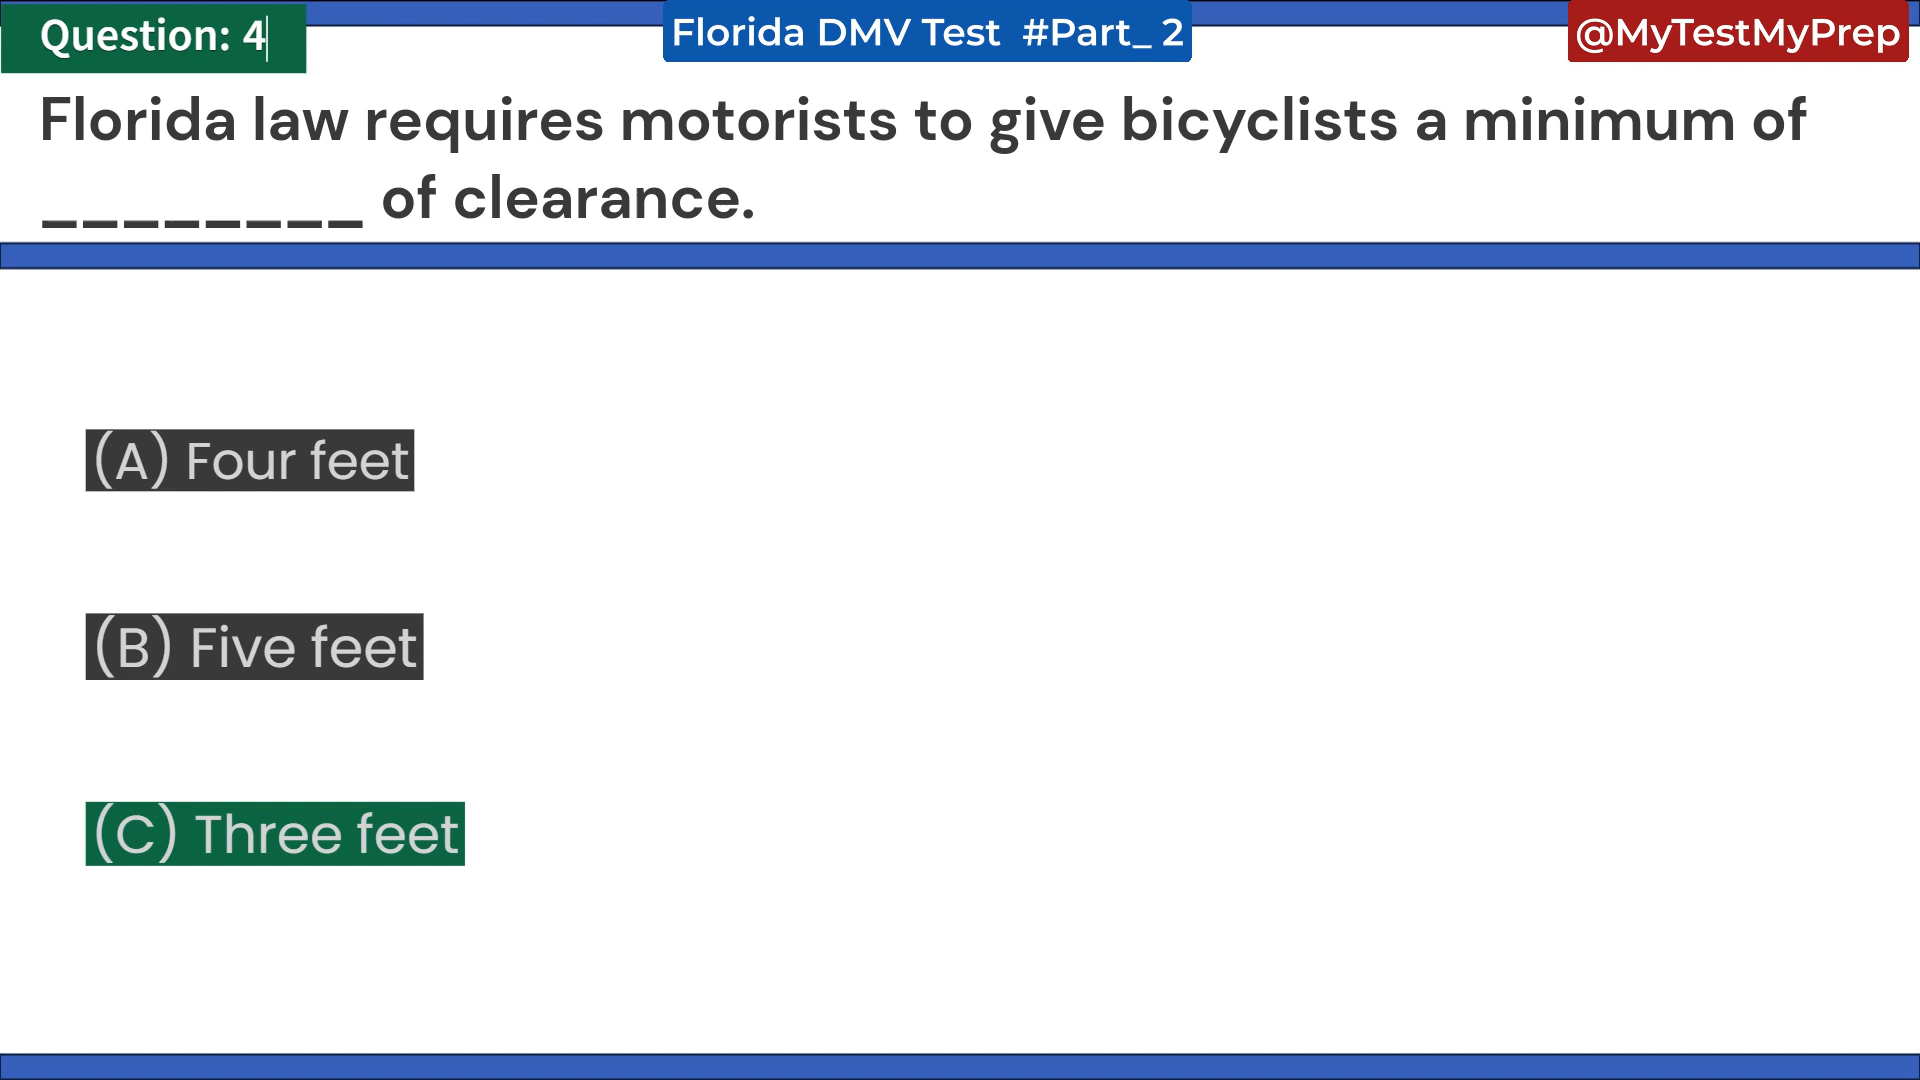 Question: 4
Florida DMV Test #Part_ 2
@MyTestMyPrep
Florida law requires motorists to give bicyclists a minimum of
________ of clearance.
(A) Four feet
(B) Five feet
(C) Three feet